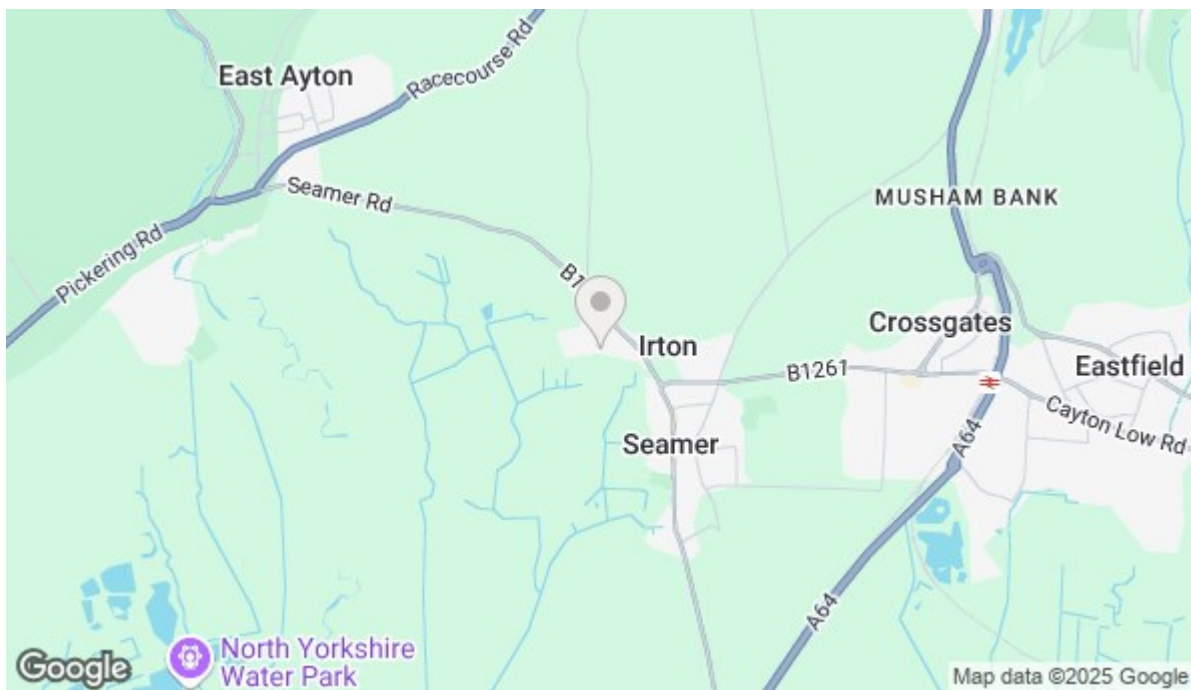 East Ayton
Racecourse Rd
Seamer Rd
Pickering Rd
MUSHAM BANK
B1
Crossgates
Irton
B1261
Eastfield
Cayton Low Rd
Seamer
A64
A64
North Yorkshire
Water Park
Google
Map data ©2025 Google